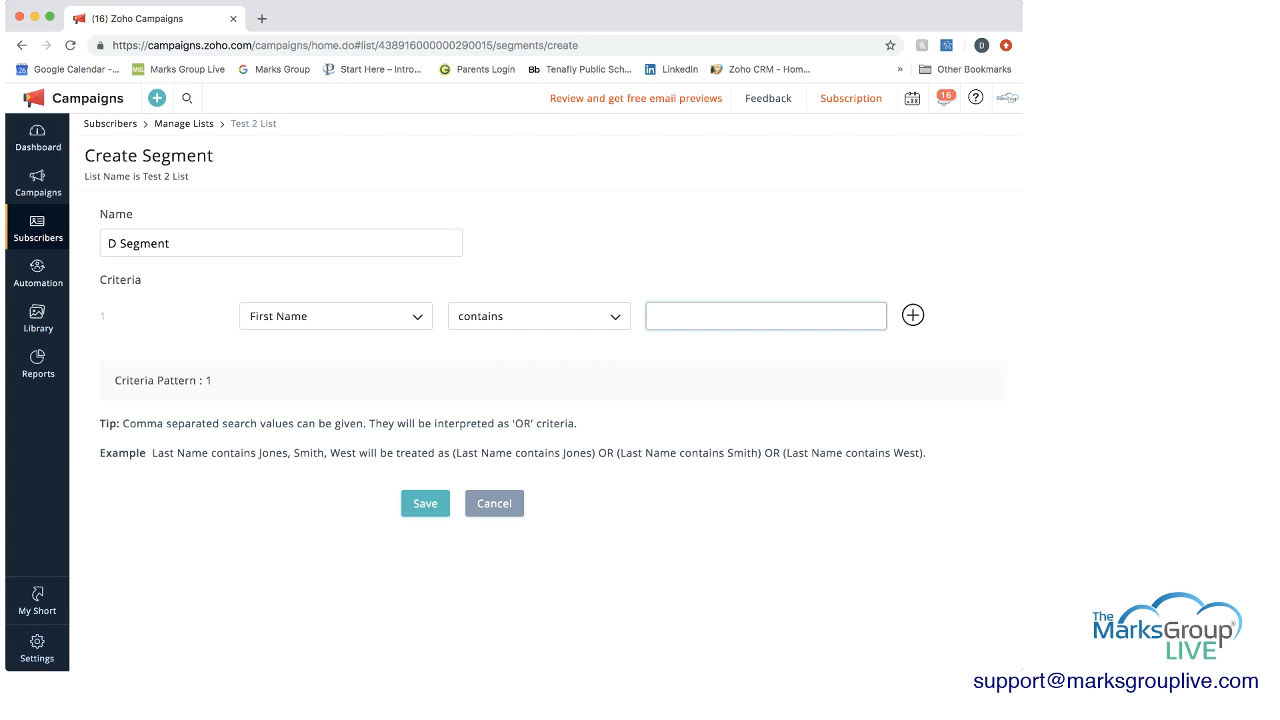 (16) Zoho Campaigns
https://campaigns.zoho.com/campaigns/home.do#list/438916000000290015/segments/create
D
26 Google Calendar -...
MGL Marks Group Live
G Marks Group
Start Here – Intro...
G Parents Login
Bb Tenafly Public Sch...
in LinkedIn
Zoho CRM - Hom...
» Other Bookmarks
Campaigns
Review and get free email previews
Feedback
Subscription
16
Subscribers > Manage Lists > Test 2 List
Dashboard
Campaigns
Subscribers
Automation
Library
Reports
My Short
Settings
Create Segment
List Name is Test 2 List
Name
D Segment
Criteria
1 First Name contains
Criteria Pattern : 1
Tip: Comma separated search values can be given. They will be interpreted as 'OR' criteria.
Example Last Name contains Jones, Smith, West will be treated as (Last Name contains Jones) OR (Last Name contains Smith) OR (Last Name contains West).
Save Cancel
The
MarksGroup®
LIVE
support@marksgrouplive.com